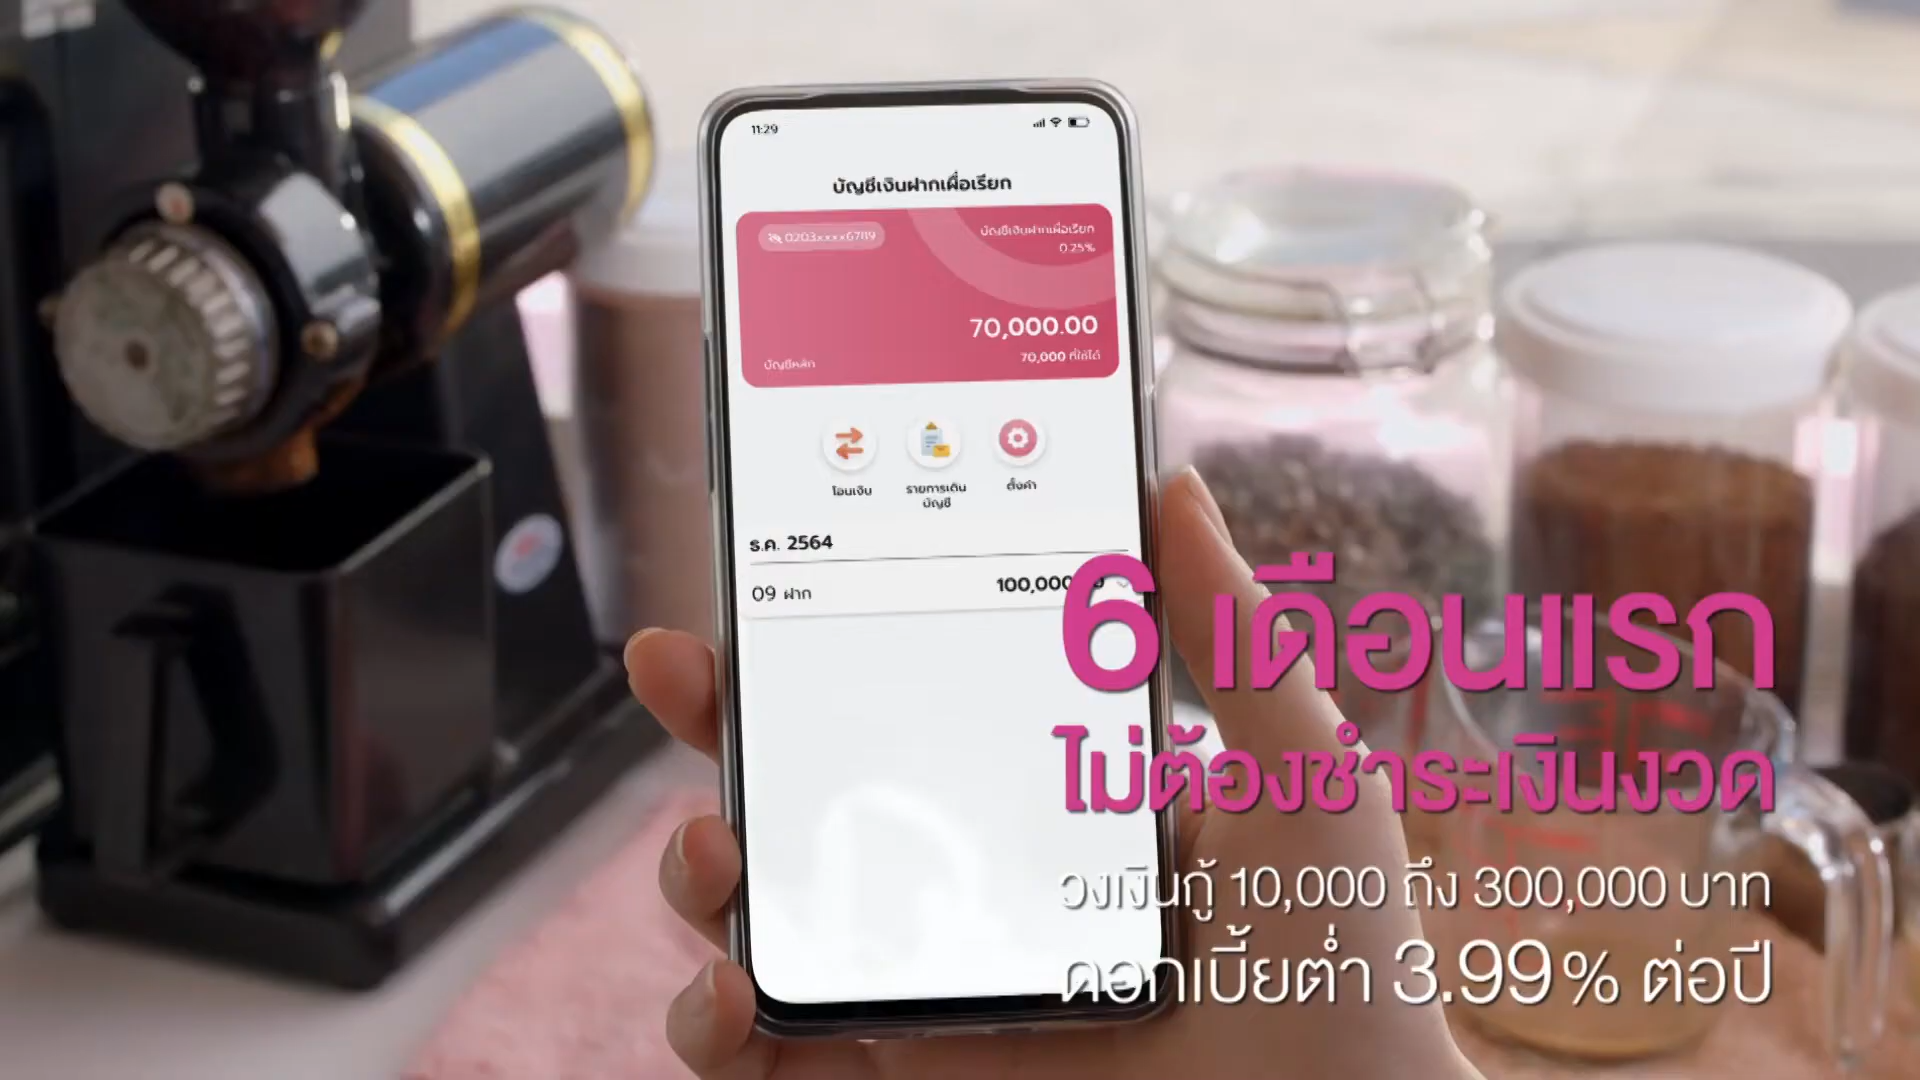 11:29
บัญชีเงินฝากเผื่อเรียก
0203xxxx6789
บัญชีเงินฝากเผื่อเรียก
0.25%
70,000.00
70,000 ที่ใช้ได้
บัญชีหลัก
โอนเงิน
รายการเดิน
บัญชี
ตั้งค่า
ธ.ค. 2564
09 ฝาก
6 เดือนแรก
ไม่ต้องชำระเงินงวด
วงเงินกู้ 10,000 ถึง 300,000 บาท
ดอกเบี้ยต่ำ 3.99% ต่อปี